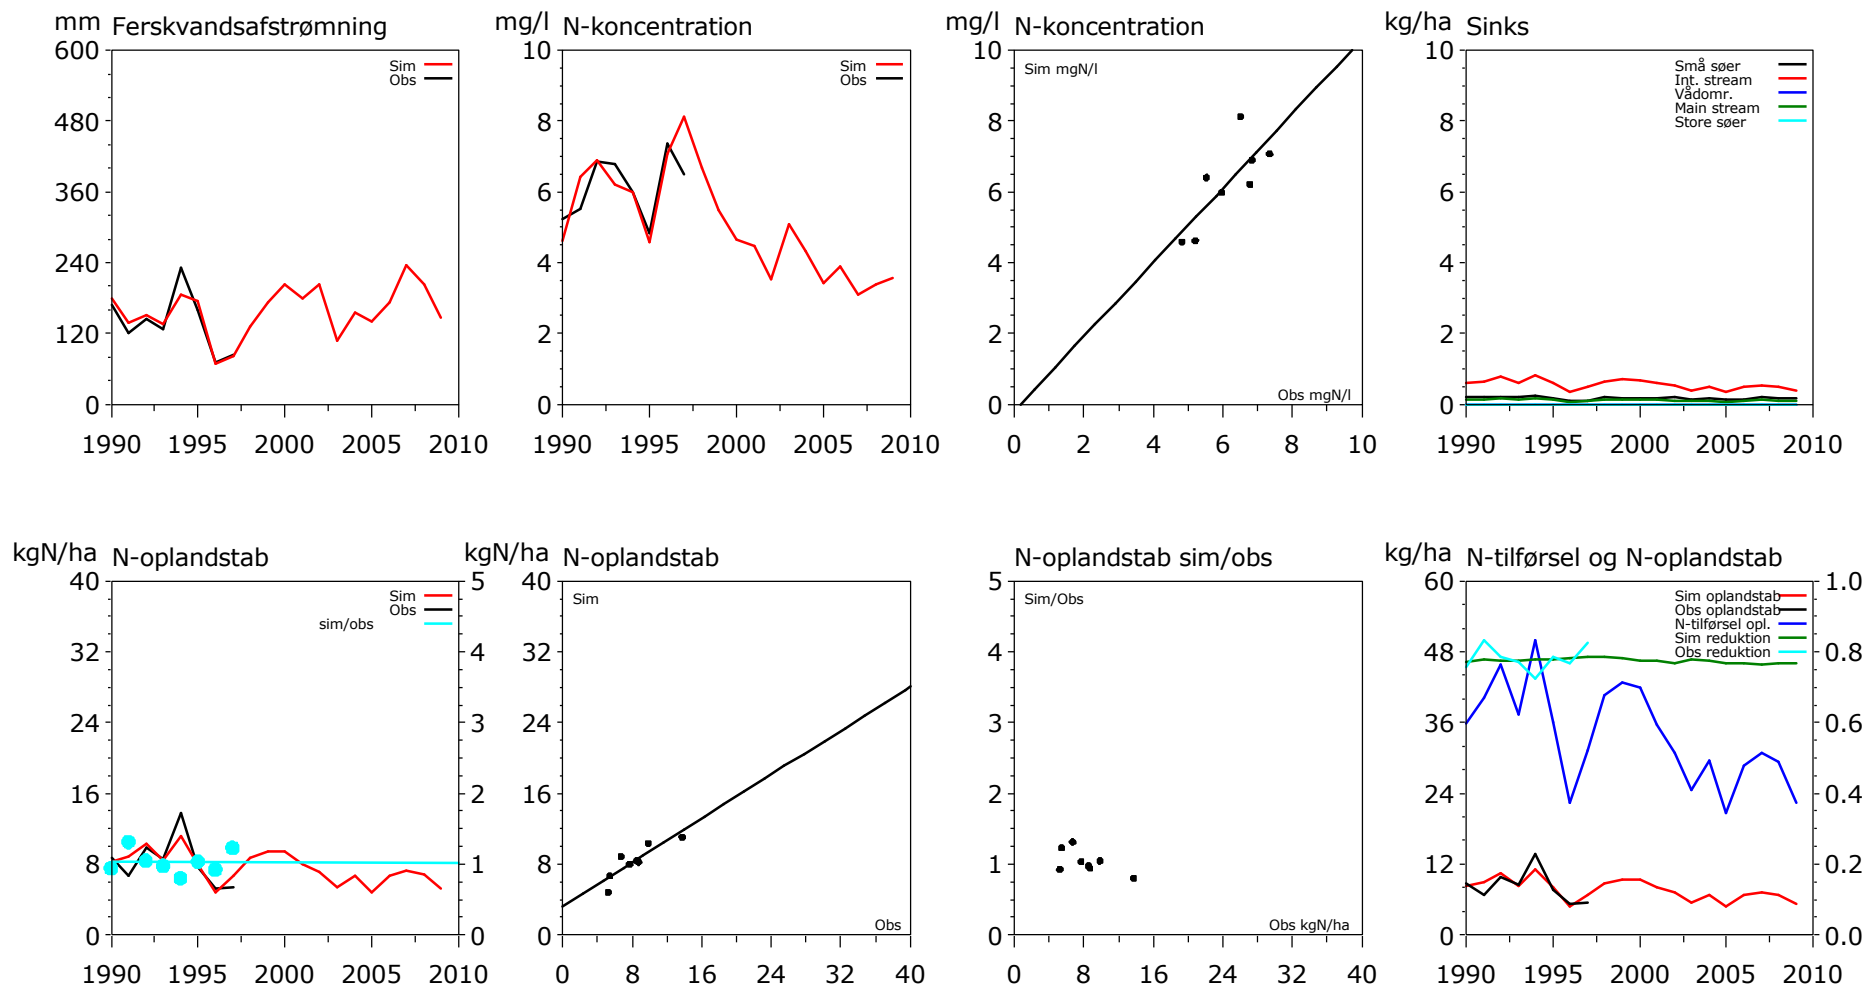 mm Ferskvandsafstrømning
600
480
360
240
120
0
1990 1995 2000 2005 2010
Sim
Obs
mg/l N-koncentration
10
8
6
4
2
0
1990 1995 2000 2005 2010
Sim
Obs
mg/l N-koncentration
10
8
6
4
2
0
0 2 4 6 8 10
Sim mgN/l
Obs mgN/l
kg/ha Sinks
10
8
6
4
2
0
1990 1995 2000 2005 2010
Små søer
Int. stream
Vådomr.
Main stream
Store søer
kgN/ha N-oplandstab
40
32
24
16
8
0
5
4
3
2
1
0
1990 1995 2000 2005 2010
Sim
Obs
sim/obs
kgN/ha N-oplandstab
40
32
24
16
8
0
0 8 16 24 32 40
Sim
Obs
N-oplandstab sim/obs
5
4
3
2
1
0
0 8 16 24 32 40
Sim/Obs
Obs kgN/ha
kg/ha N-tilførsel og N-oplandstab
60
48
36
24
12
0
1.0
0.8
0.6
0.4
0.2
0.0
1990 1995 2000 2005 2010
Sim oplandstab
Obs oplandstab
N-tilførsel opl.
Sim reduktion
Obs reduktion